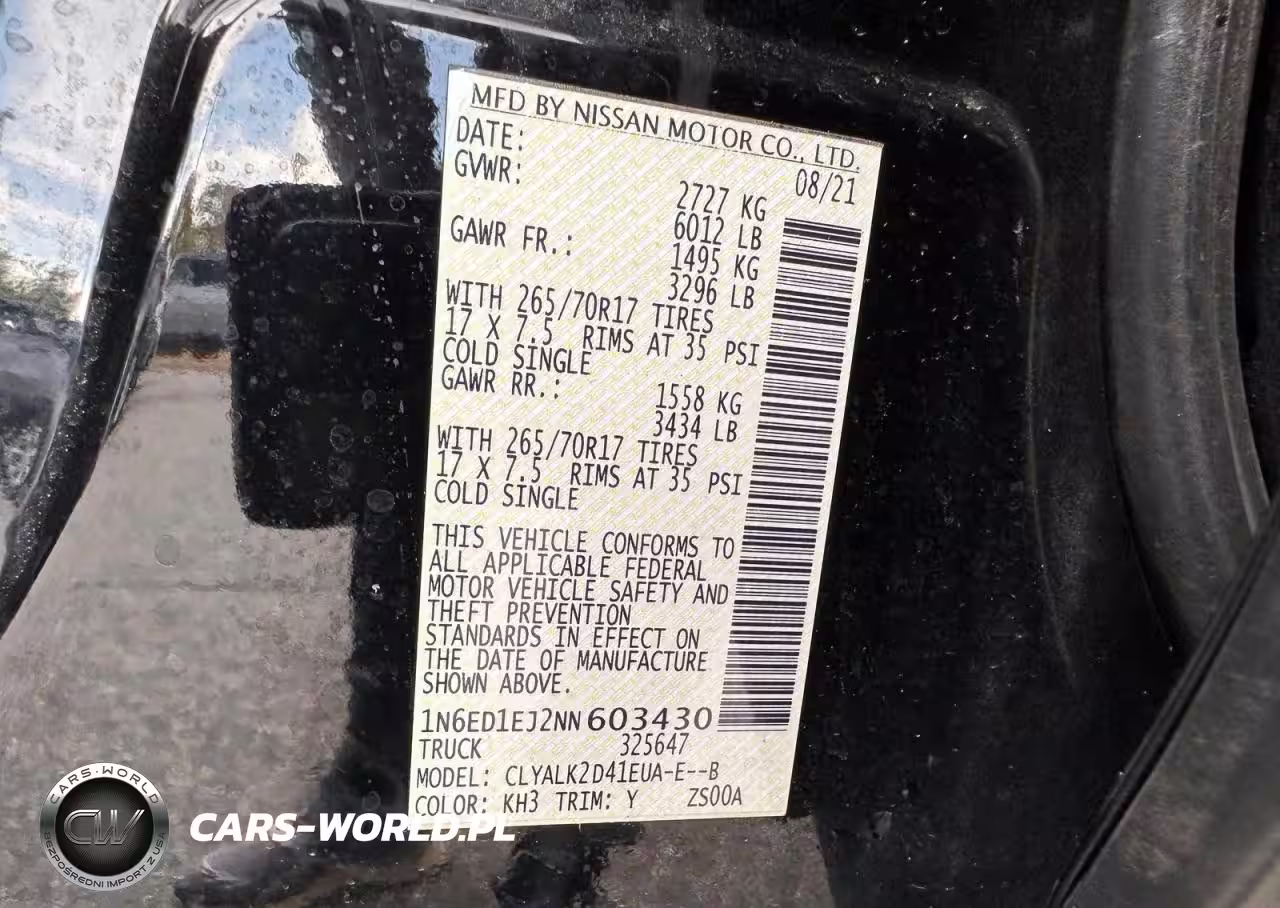 MFD BY NISSAN MOTOR CO., LTD.
DATE: 08/21
GVWR: 2727 KG
6012 LB
GAWR FR.: 1495 KG
3296 LB
WITH 265/70R17 TIRES
17 X 7.5 RIMS AT 35 PSI
COLD SINGLE
GAWR RR.: 1558 KG
3434 LB
WITH 265/70R17 TIRES
17 X 7.5 RIMS AT 35 PSI
COLD SINGLE
THIS VEHICLE CONFORMS TO
ALL APPLICABLE FEDERAL
MOTOR VEHICLE SAFETY AND
THEFT PREVENTION
STANDARDS IN EFFECT ON
THE DATE OF MANUFACTURE
SHOWN ABOVE.
1N6ED1EJ2NN603430
TRUCK 325647
MODEL: CLYALK2D41EUA-E--B
COLOR: KH3 TRIM: Y ZS00A
CARS-WORLD
CW
BEZPOŚREDNI IMPORT Z USA
CARS-WORLD.PL